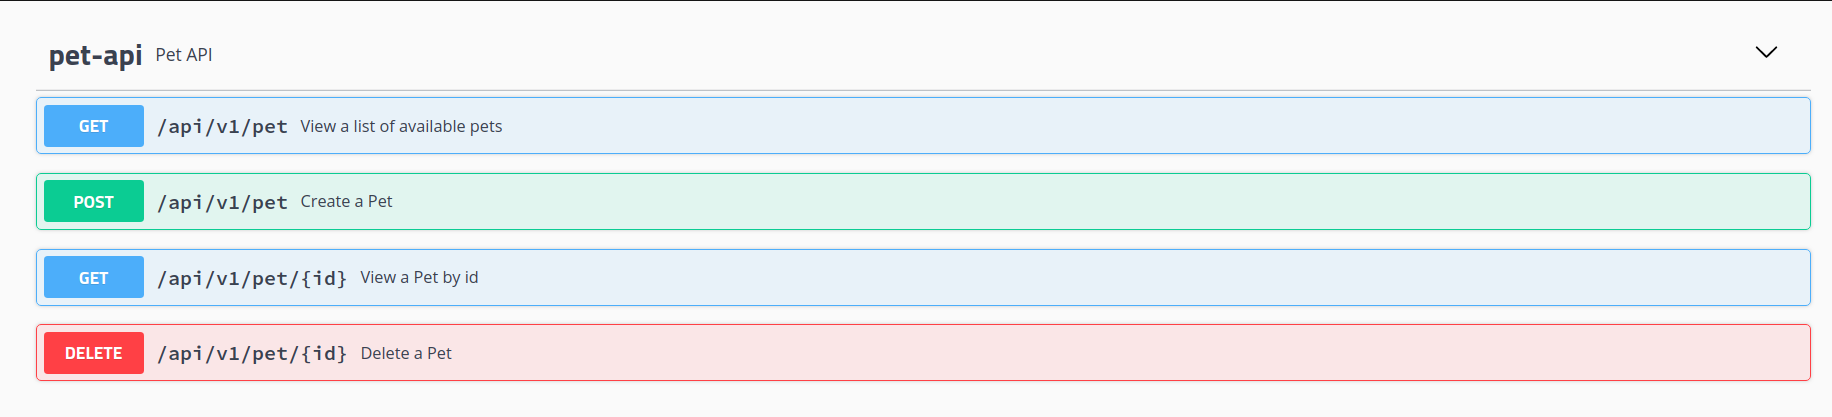 pet-api Pet API
GET /api/v1/pet View a list of available pets
POST /api/v1/pet Create a Pet
GET /api/v1/pet/{id} View a Pet by id
DELETE /api/v1/pet/{id} Delete a Pet